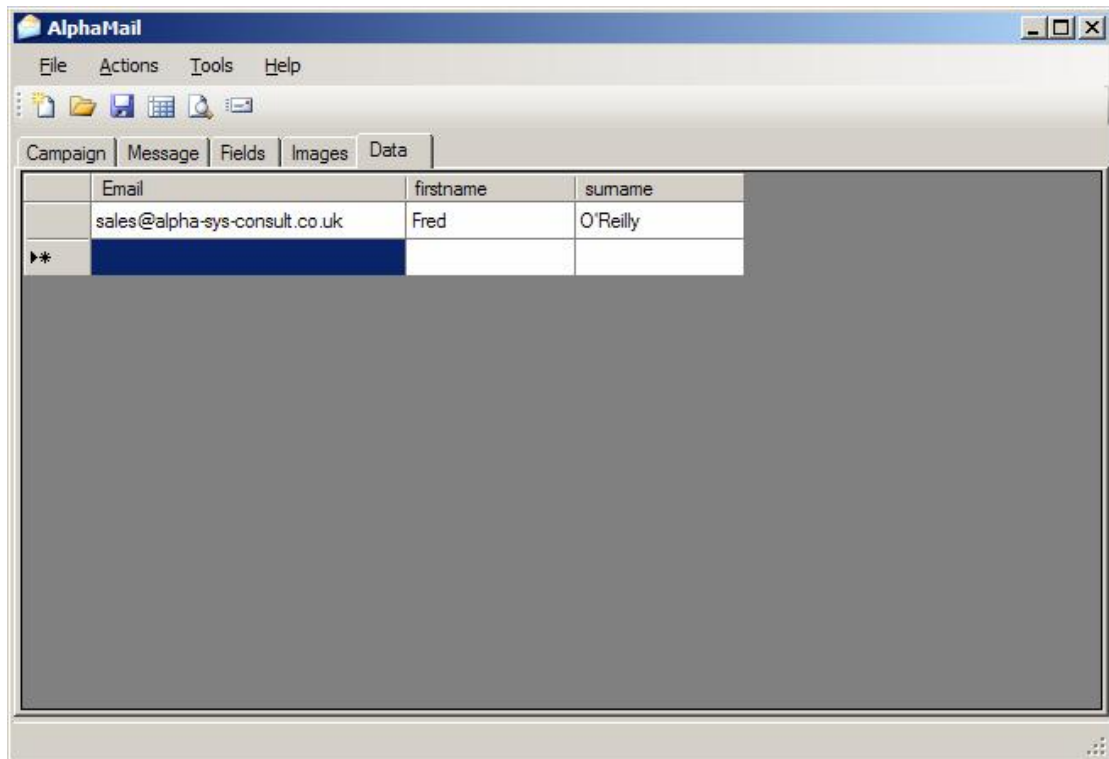 AlphaMail
File Actions Tools Help
Campaign Message Fields Images Data
Email firstname surname
sales@alpha-sys-consult.co.uk Fred O'Reilly